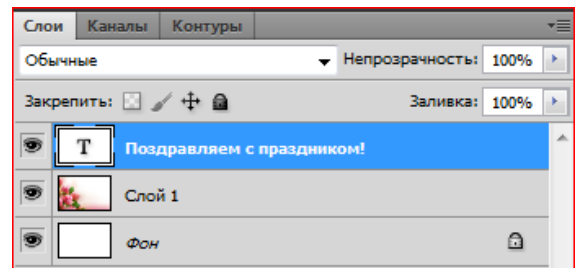 Слои Каналы Контуры
Обычные Непрозрачность: 100%
Закрепить: Заливка: 100%
T Поздравляем с праздником!
Слой 1
Фон